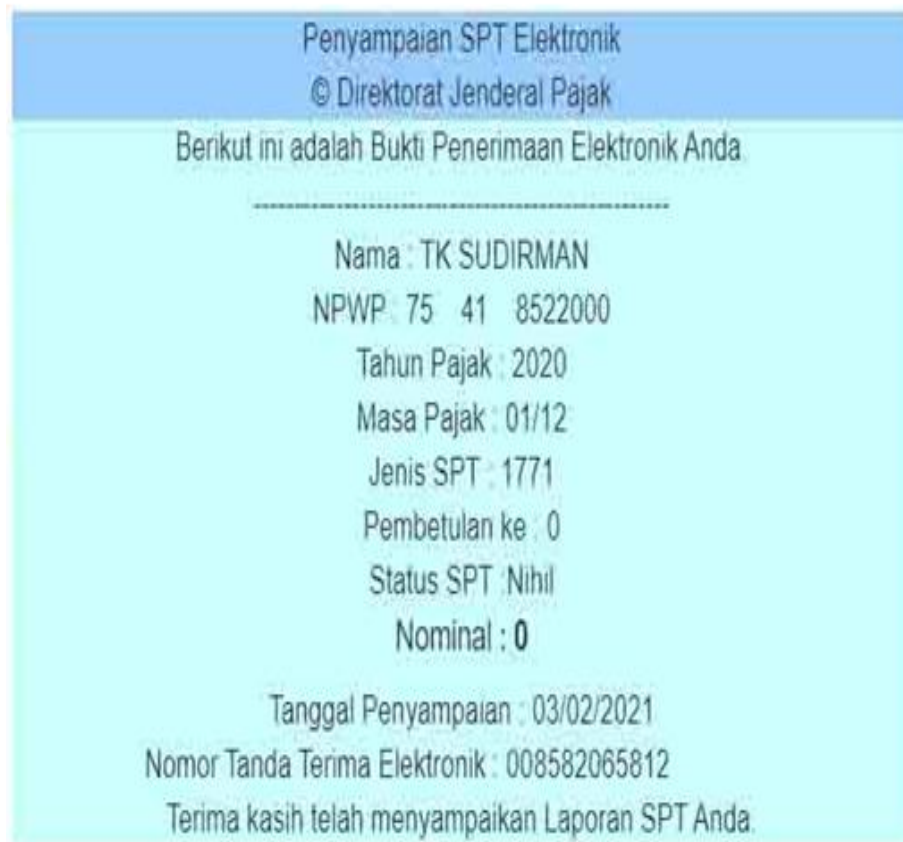 Penyampaian SPT Elektronik
© Direktorat Jenderal Pajak
Berikut ini adalah Bukti Penerimaan Elektronik Anda.
--------------------------------------------------
Nama : TK SUDIRMAN
NPWP : 75 41 8522000
Tahun Pajak : 2020
Masa Pajak : 01/12
Jenis SPT : 1771
Pembetulan ke : 0
Status SPT :Nihil
Nominal : 0
Tanggal Penyampaian : 03/02/2021
Nomor Tanda Terima Elektronik : 008582065812
Terima kasih telah menyampaikan Laporan SPT Anda.